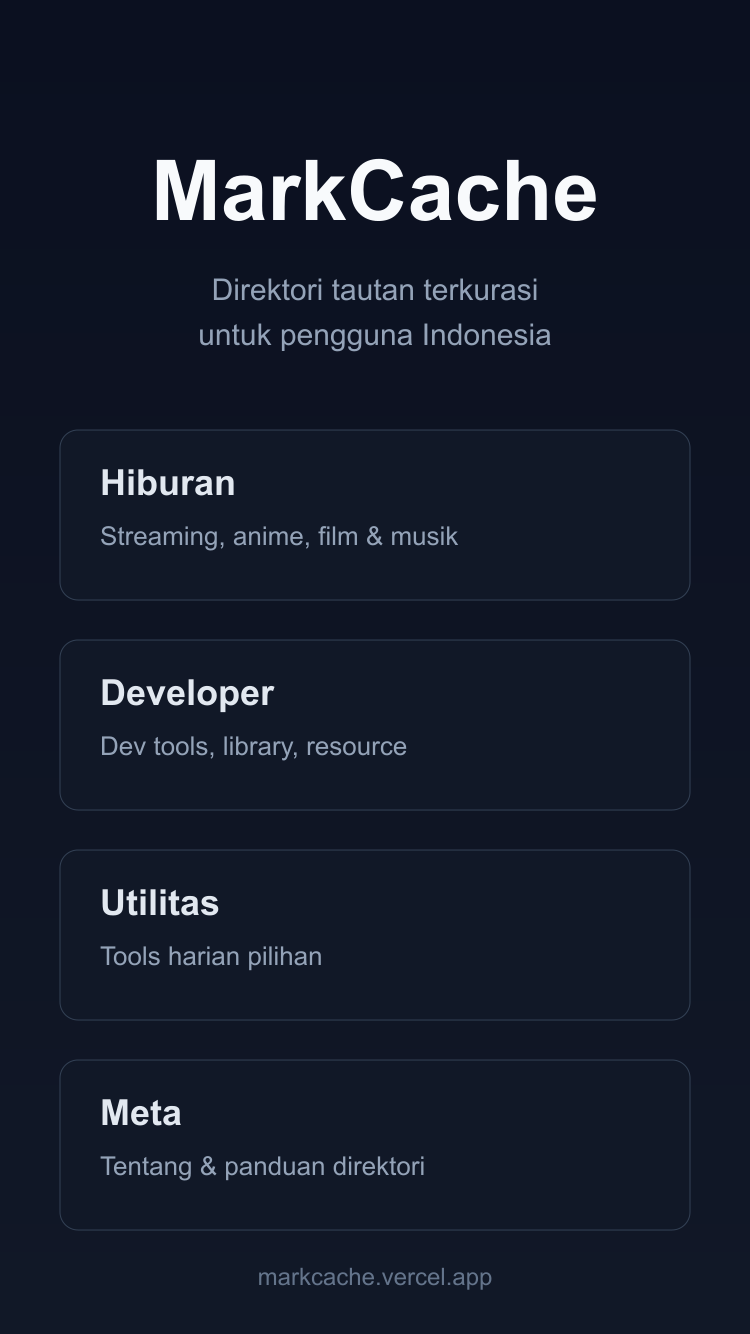 MarkCache
Direktori tautan terkurasi
untuk pengguna Indonesia
Hiburan
Streaming, anime, film & musik
Developer
Dev tools, library, resource
Utilitas
Tools harian pilihan
Meta
Tentang & panduan direktori
markcache.vercel.app